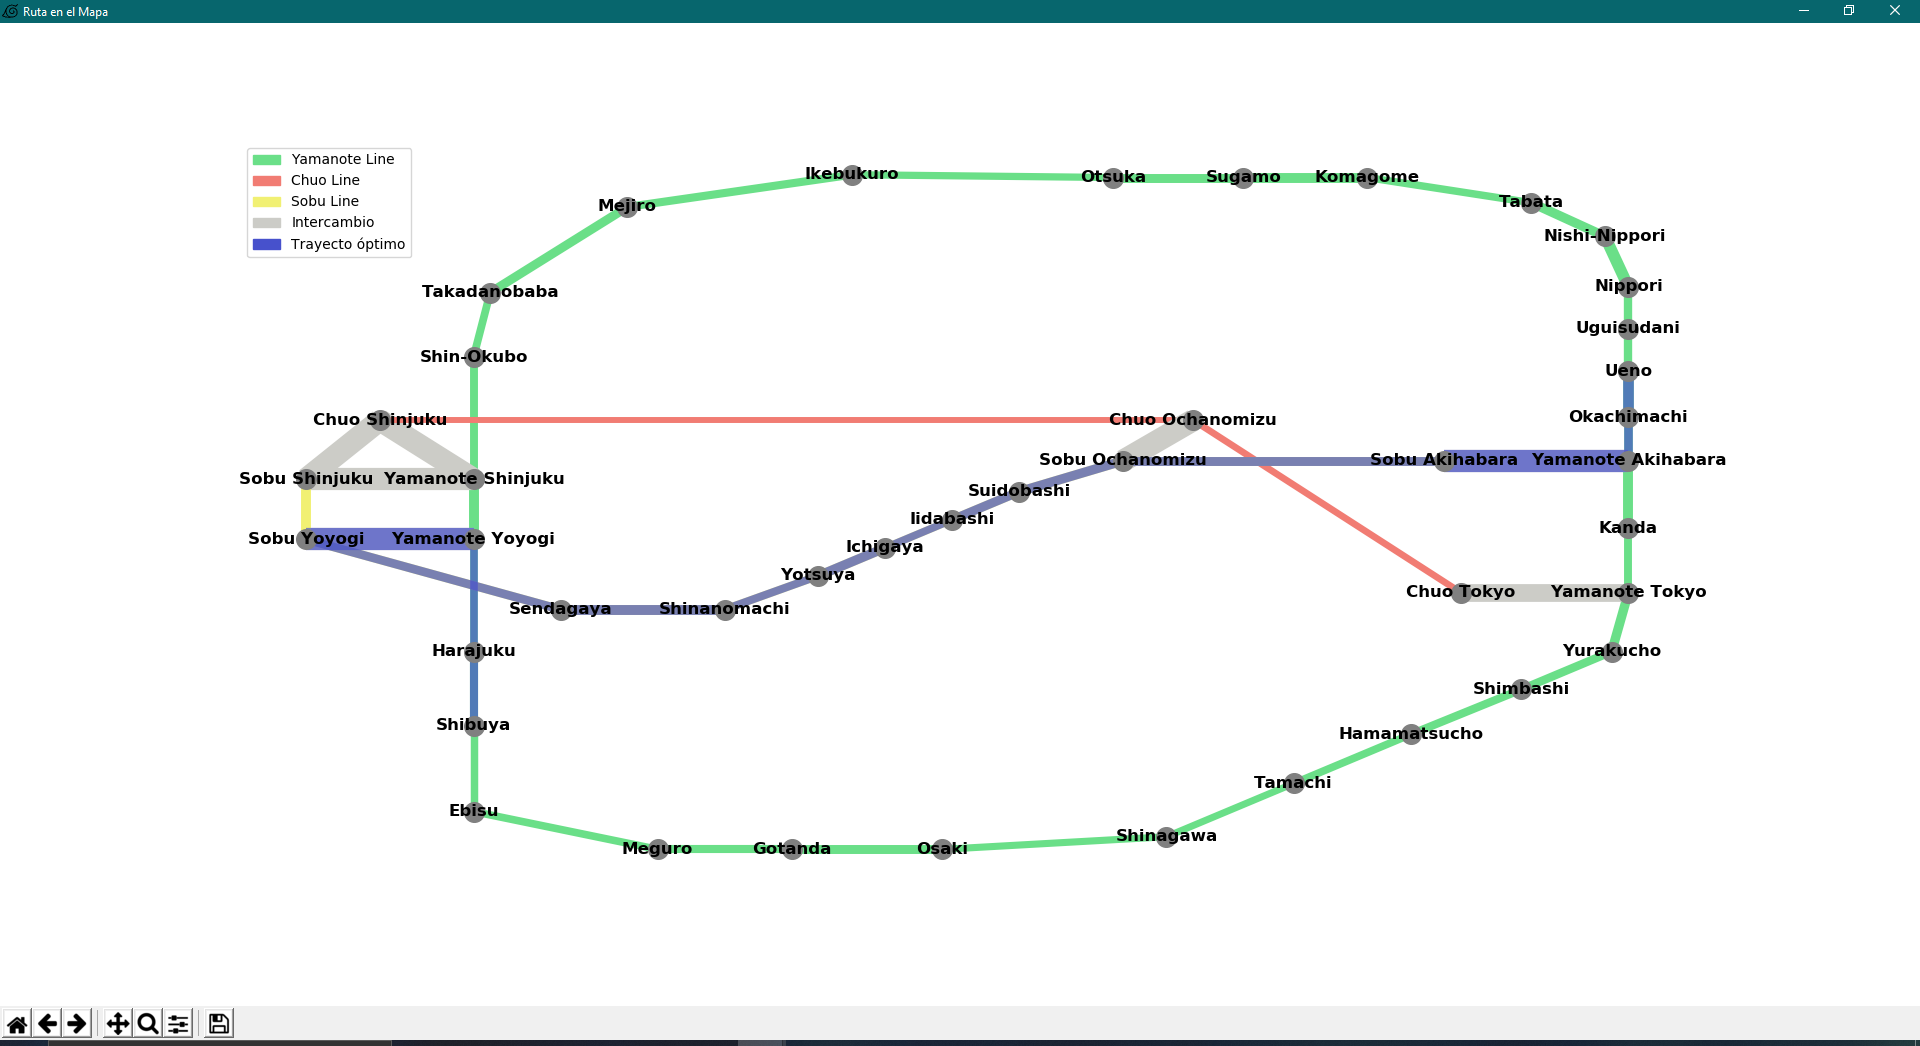 Ruta en el Mapa
Yamanote Line
Chuo Line
Sobu Line
Intercambio
Trayecto óptimo
Ikebukuro
Otsuka
Sugamo
Komagome
Tabata
Mejiro
Nishi-Nippori
Nippori
Takadanobaba
Uguisudani
Shin-Okubo
Ueno
Okachimachi
Chuo Shinjuku
Chuo Ochanomizu
Sobu Ochanomizu
Sobu Akihabara
Yamanote Akihabara
Sobu Shinjuku
Yamanote Shinjuku
Suidobashi
Iidabashi
Kanda
Sobu Yoyogi
Yamanote Yoyogi
Ichigaya
Yotsuya
Chuo Tokyo
Yamanote Tokyo
Sendagaya
Shinanomachi
Harajuku
Yurakucho
Shimbashi
Shibuya
Hamamatsucho
Tamachi
Ebisu
Shinagawa
Meguro
Gotanda
Osaki